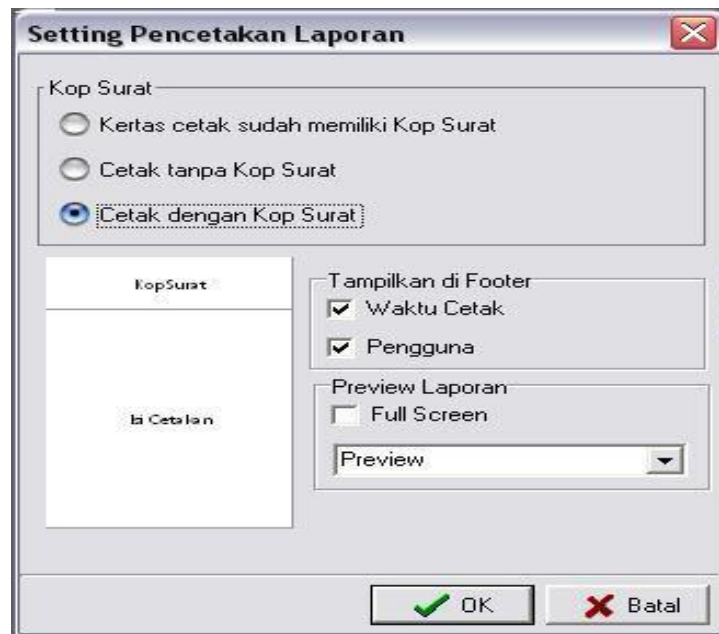 Setting Pencetakan Laporan
Kop Surat
Kertas cetak sudah memiliki Kop Surat
Cetak tanpa Kop Surat
Cetak dengan Kop Surat
KopSurat
Isi Cetakan
Tampilkan di Footer
Waktu Cetak
Pengguna
Preview Laporan
Full Screen
Preview
OK
Batal